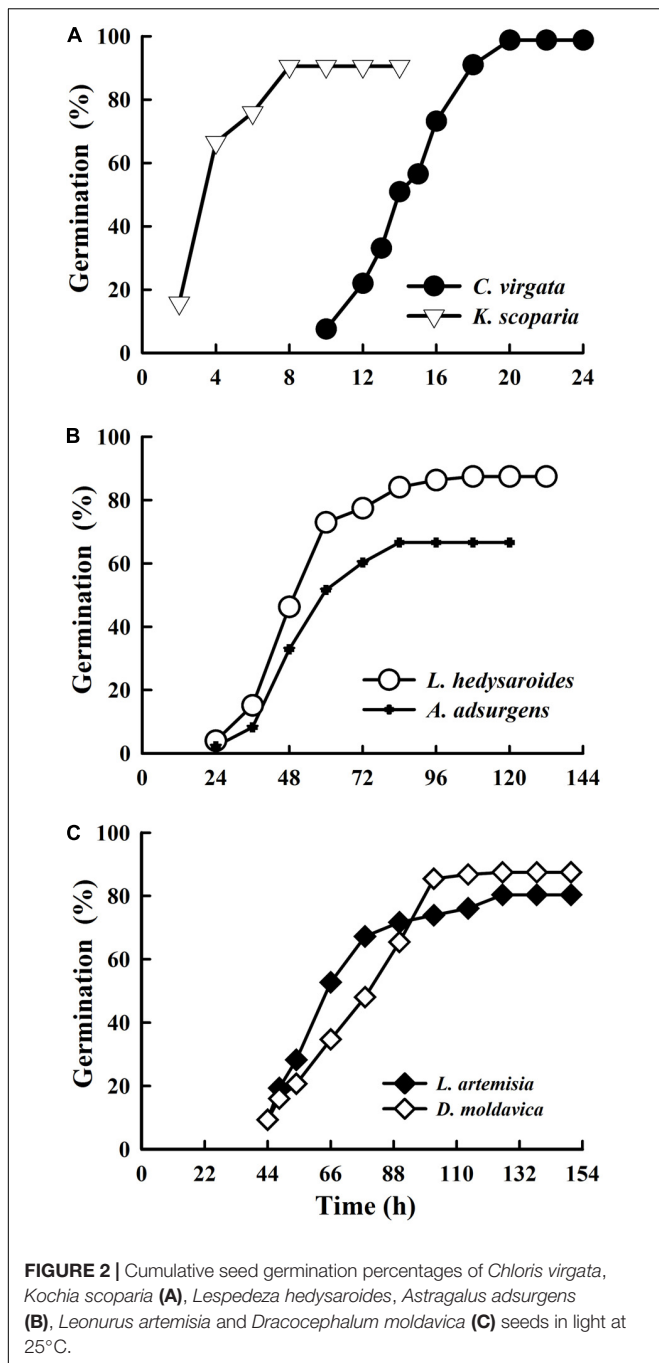 A
100
80
60
40
20
0
Germination (%)
C. virgata
K. scoparia
0 4 8 12 16 20 24
B
100
80
60
40
20
0
Germination (%)
L. hedysaroides
A. adsurgens
0 24 48 72 96 120 144
C
100
80
60
40
20
0
Germination (%)
L. artemisia
D. moldavica
0 22 44 66 88 110 132 154
Time (h)
FIGURE 2 | Cumulative seed germination percentages of Chloris virgata,
Kochia scoparia (A), Lespedeza hedysaroides, Astragalus adsurgens
(B), Leonurus artemisia and Dracocephalum moldavica (C) seeds in light at
25°C.